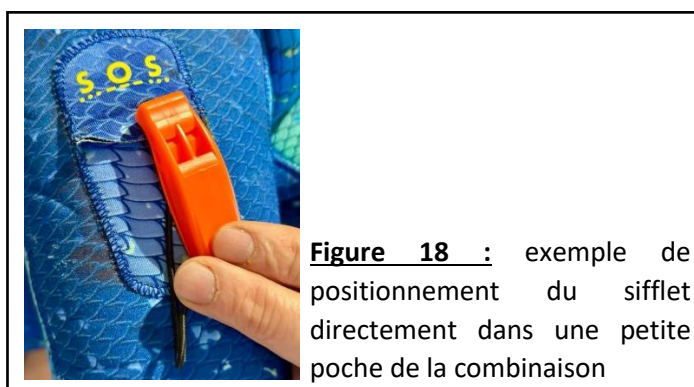 S O S
... --- ...
Figure 18 : exemple de
positionnement du sifflet
directement dans une petite
poche de la combinaison